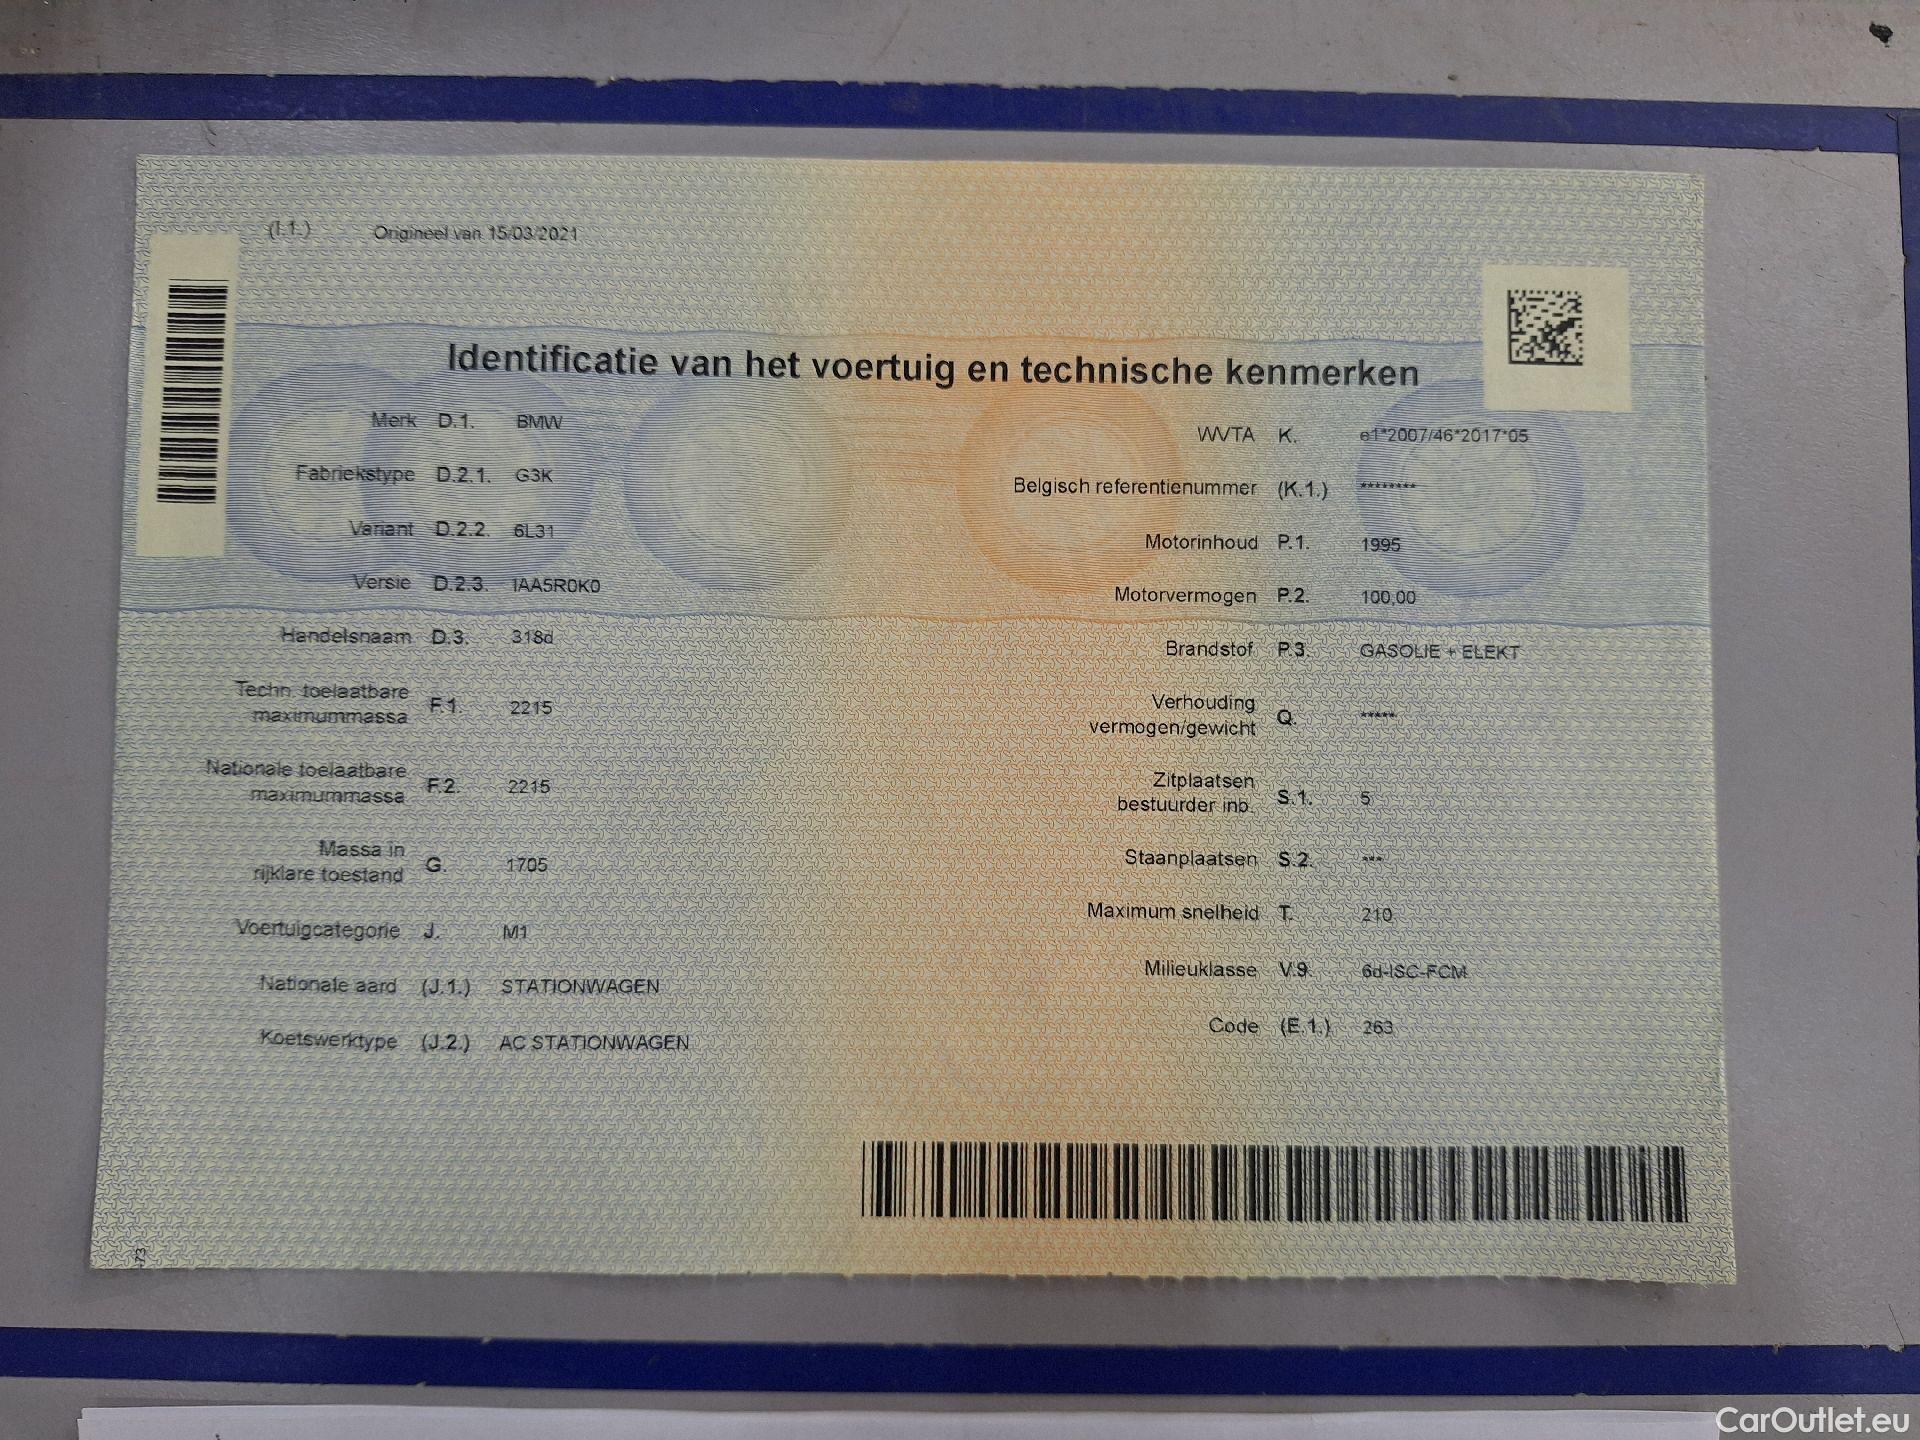 (I.1.) Origineel van 15/03/2021
Identificatie van het voertuig en technische kenmerken
Merk D.1. BMW
Fabriekstype D.2.1. G3K
Variant D.2.2. 6L31
Versie D.2.3. IAA5R0K0
Handelsnaam D.3. 318d
Techn. toelaatbare
maximummassa F.1. 2215
Nationale toelaatbare
maximummassa F.2. 2215
Massa in
rijklare toestand G. 1705
Voertuigcategorie J. M1
Nationale aard (J.1.) STATIONWAGEN
Koetswerktype (J.2.) AC STATIONWAGEN
WVTA K. e1*2007/46*2017*05
Belgisch referentienummer (K.1.) ********
Motorinhoud P.1. 1995
Motorvermogen P.2. 100,00
Brandstof P.3. GASOLIE + ELEKT
Verhouding
vermogen/gewicht Q. *****
Zitplaatsen
bestuurder inb. S.1. 5
Staanplaatsen S.2. ***
Maximum snelheid T. 210
Milieuklasse V.9. 6d-ISC-FCM
Code (E.1.) 263
CarOutlet.eu